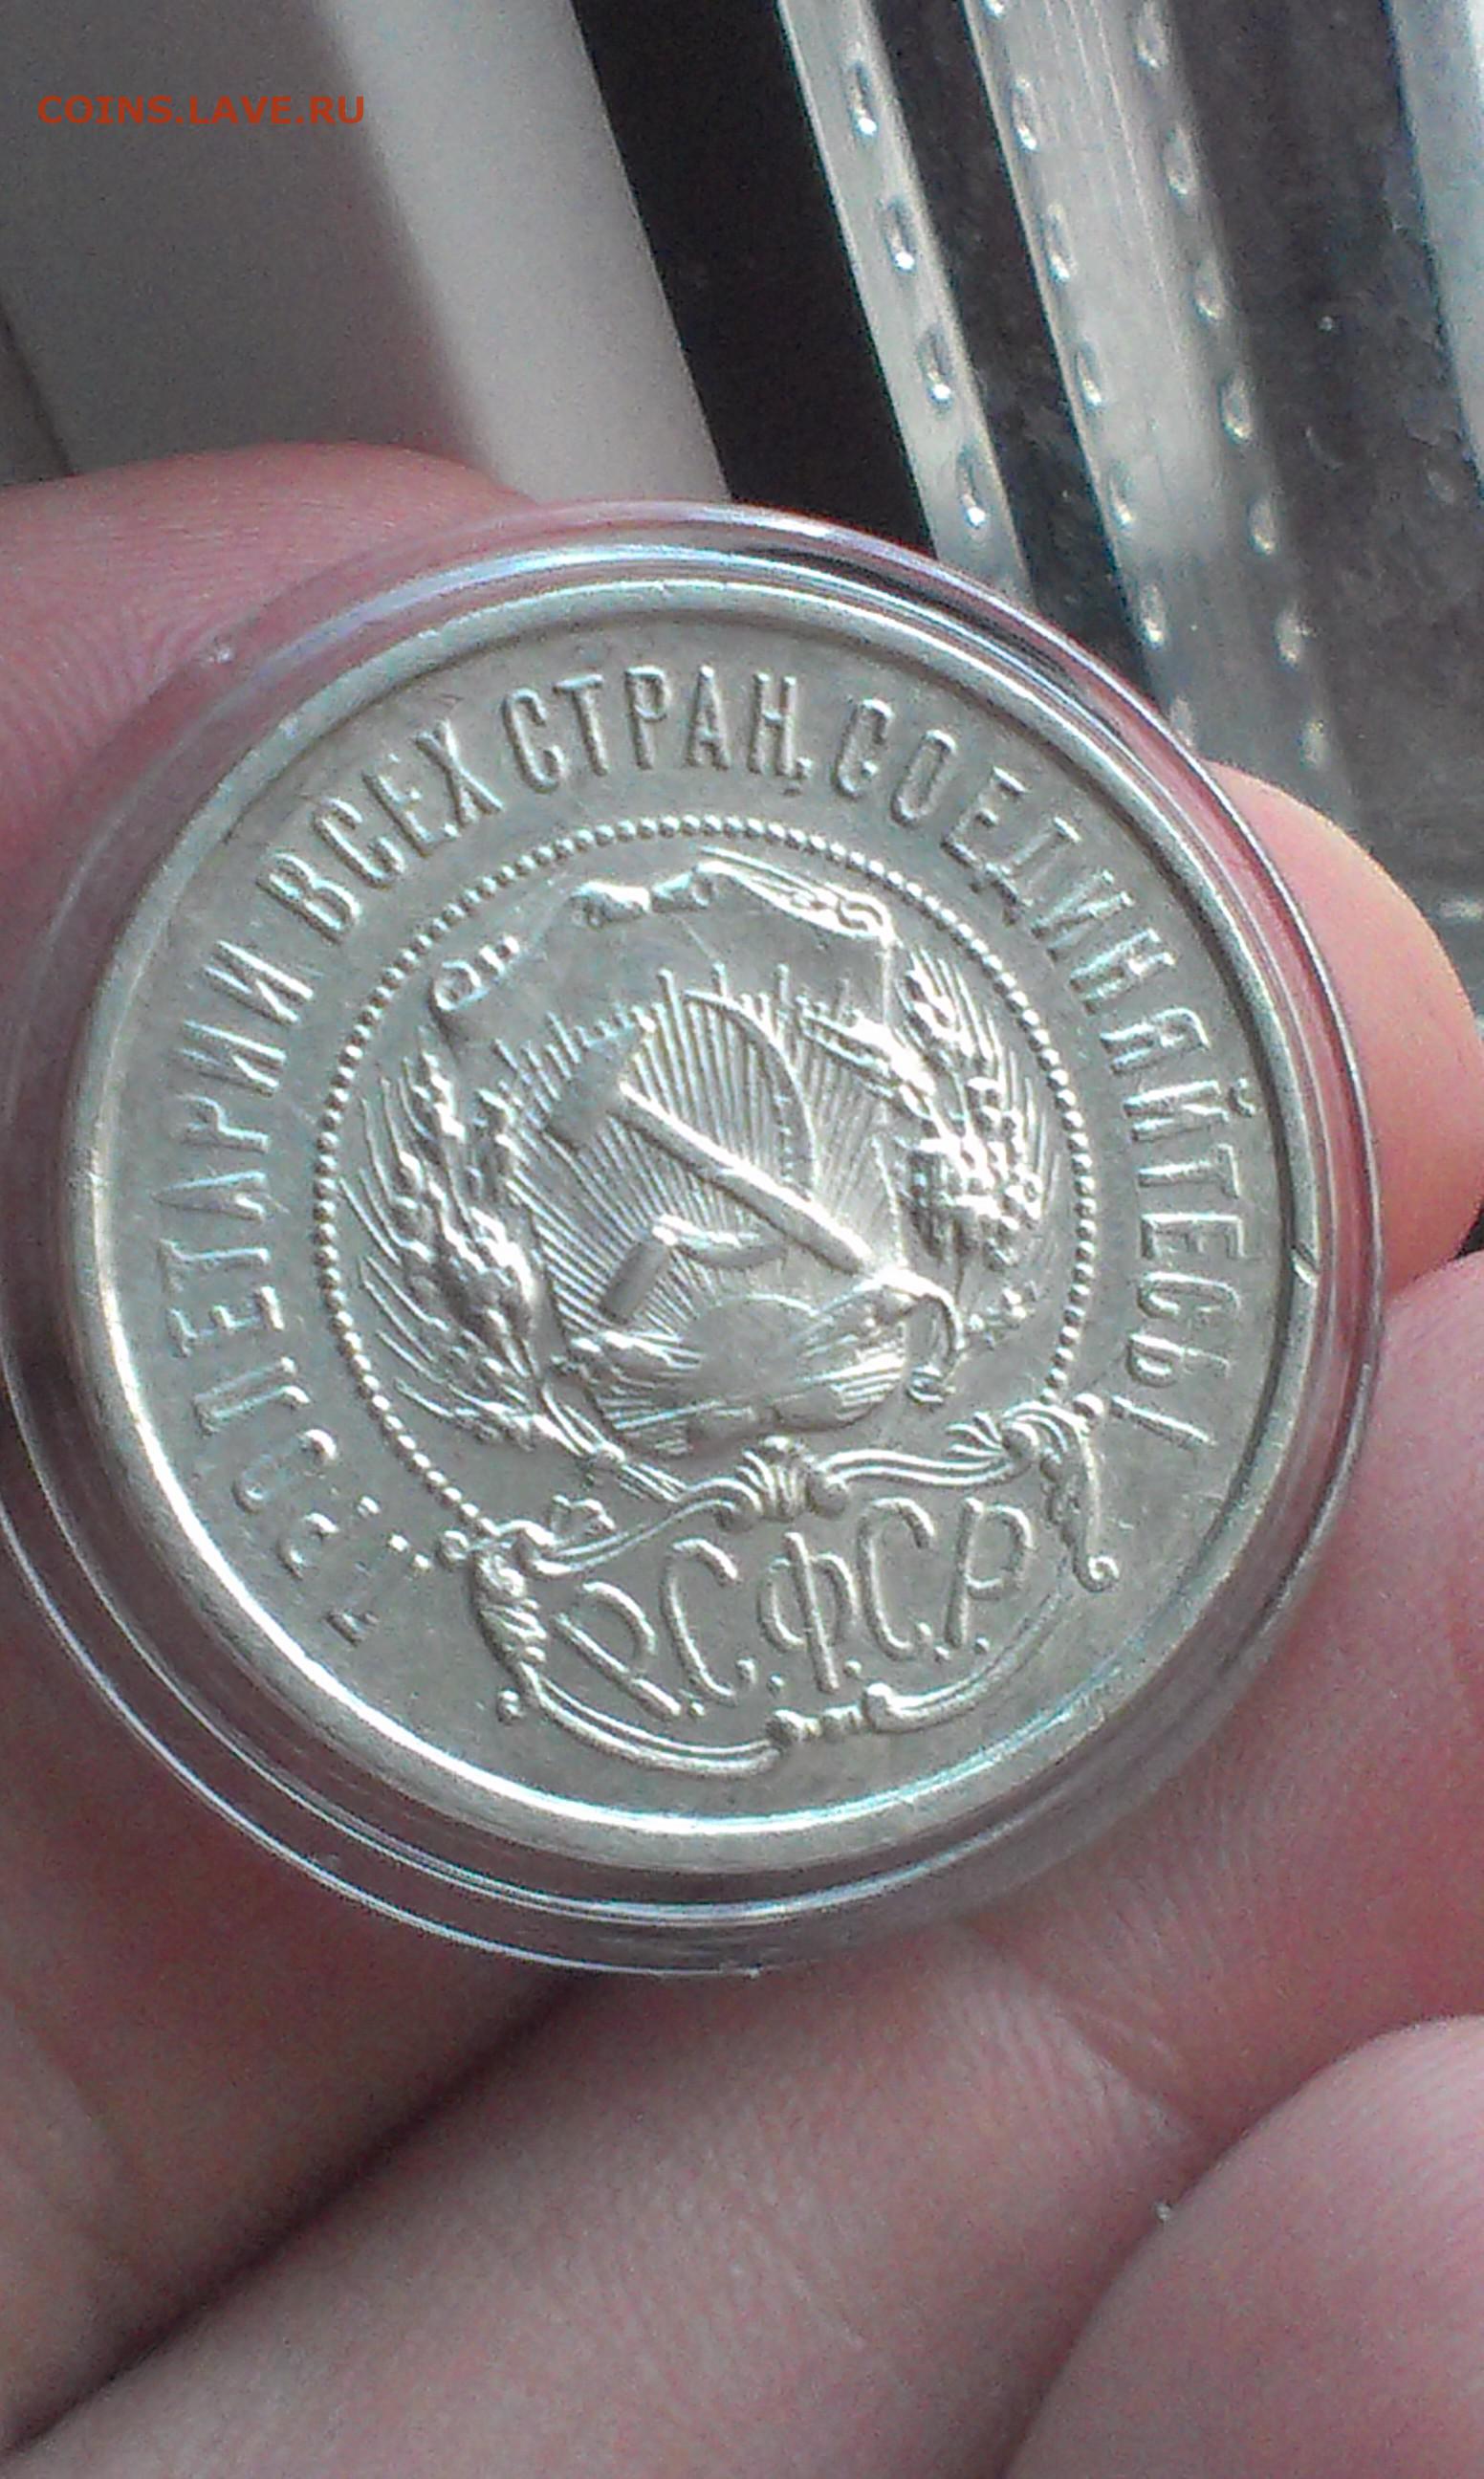 COINS.LAVE.RU
ПРОЛЕТАРИИ ВСЕХ СТРАН, СОЕДИНЯЙТЕСЬ!
Р.С.Ф.С.Р.